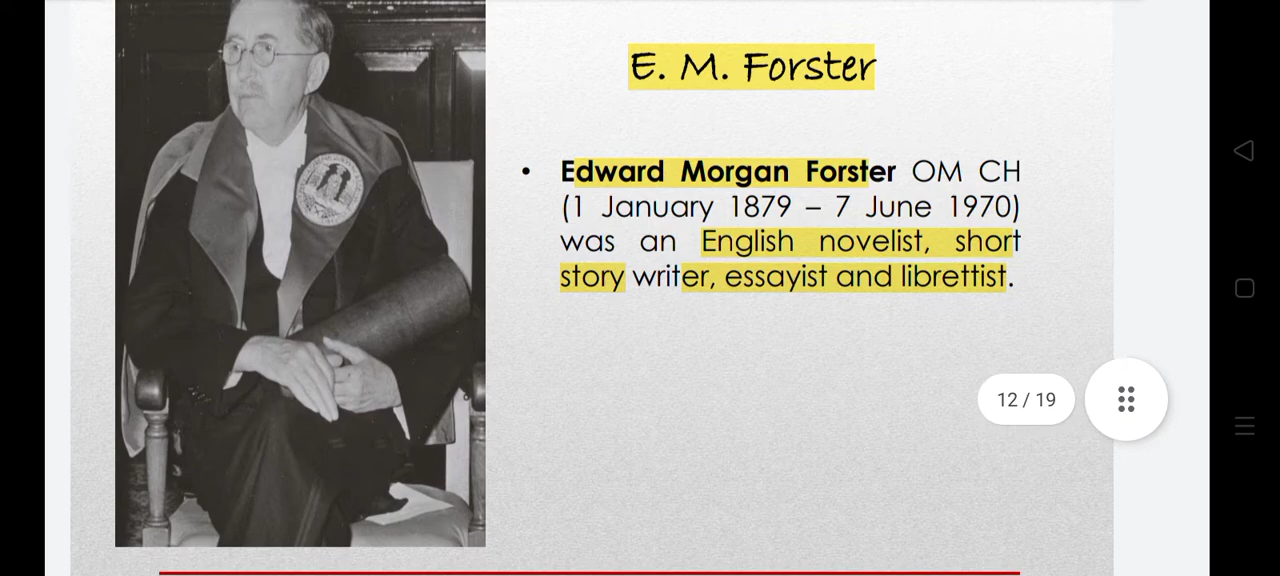 E. M. Forster
• Edward Morgan Forster OM CH
(1 January 1879 – 7 June 1970)
was an English novelist, short
story writer, essayist and librettist.
12 / 19